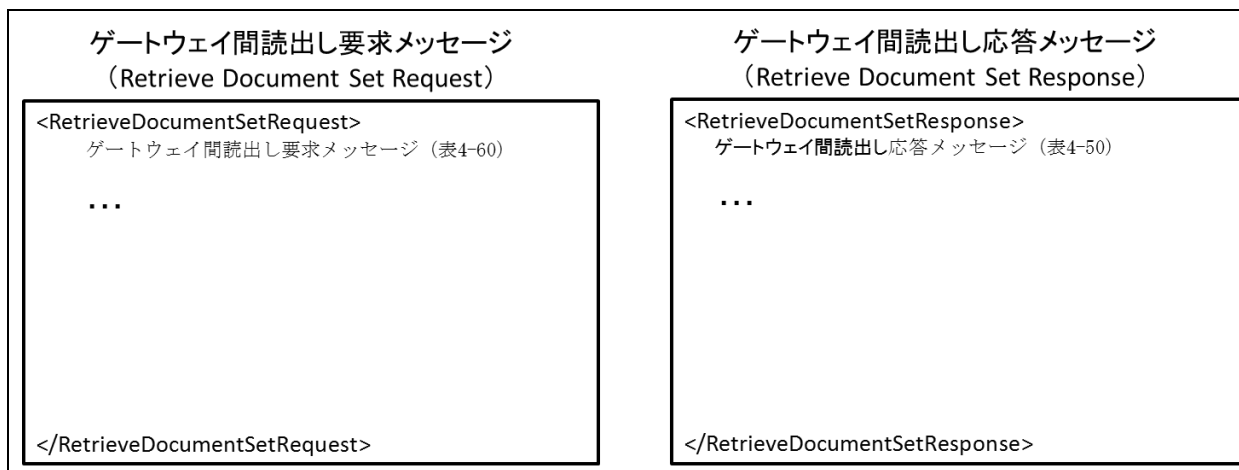 ゲートウェイ間読出し要求メッセージ
（Retrieve Document Set Request）
<RetrieveDocumentSetRequest>
ゲートウェイ間読出し要求メッセージ（表4-60）
...
</RetrieveDocumentSetRequest>
ゲートウェイ間読出し応答メッセージ
（Retrieve Document Set Response）
<RetrieveDocumentSetResponse>
ゲートウェイ間読出し応答メッセージ（表4-50）
...
</RetrieveDocumentSetResponse>